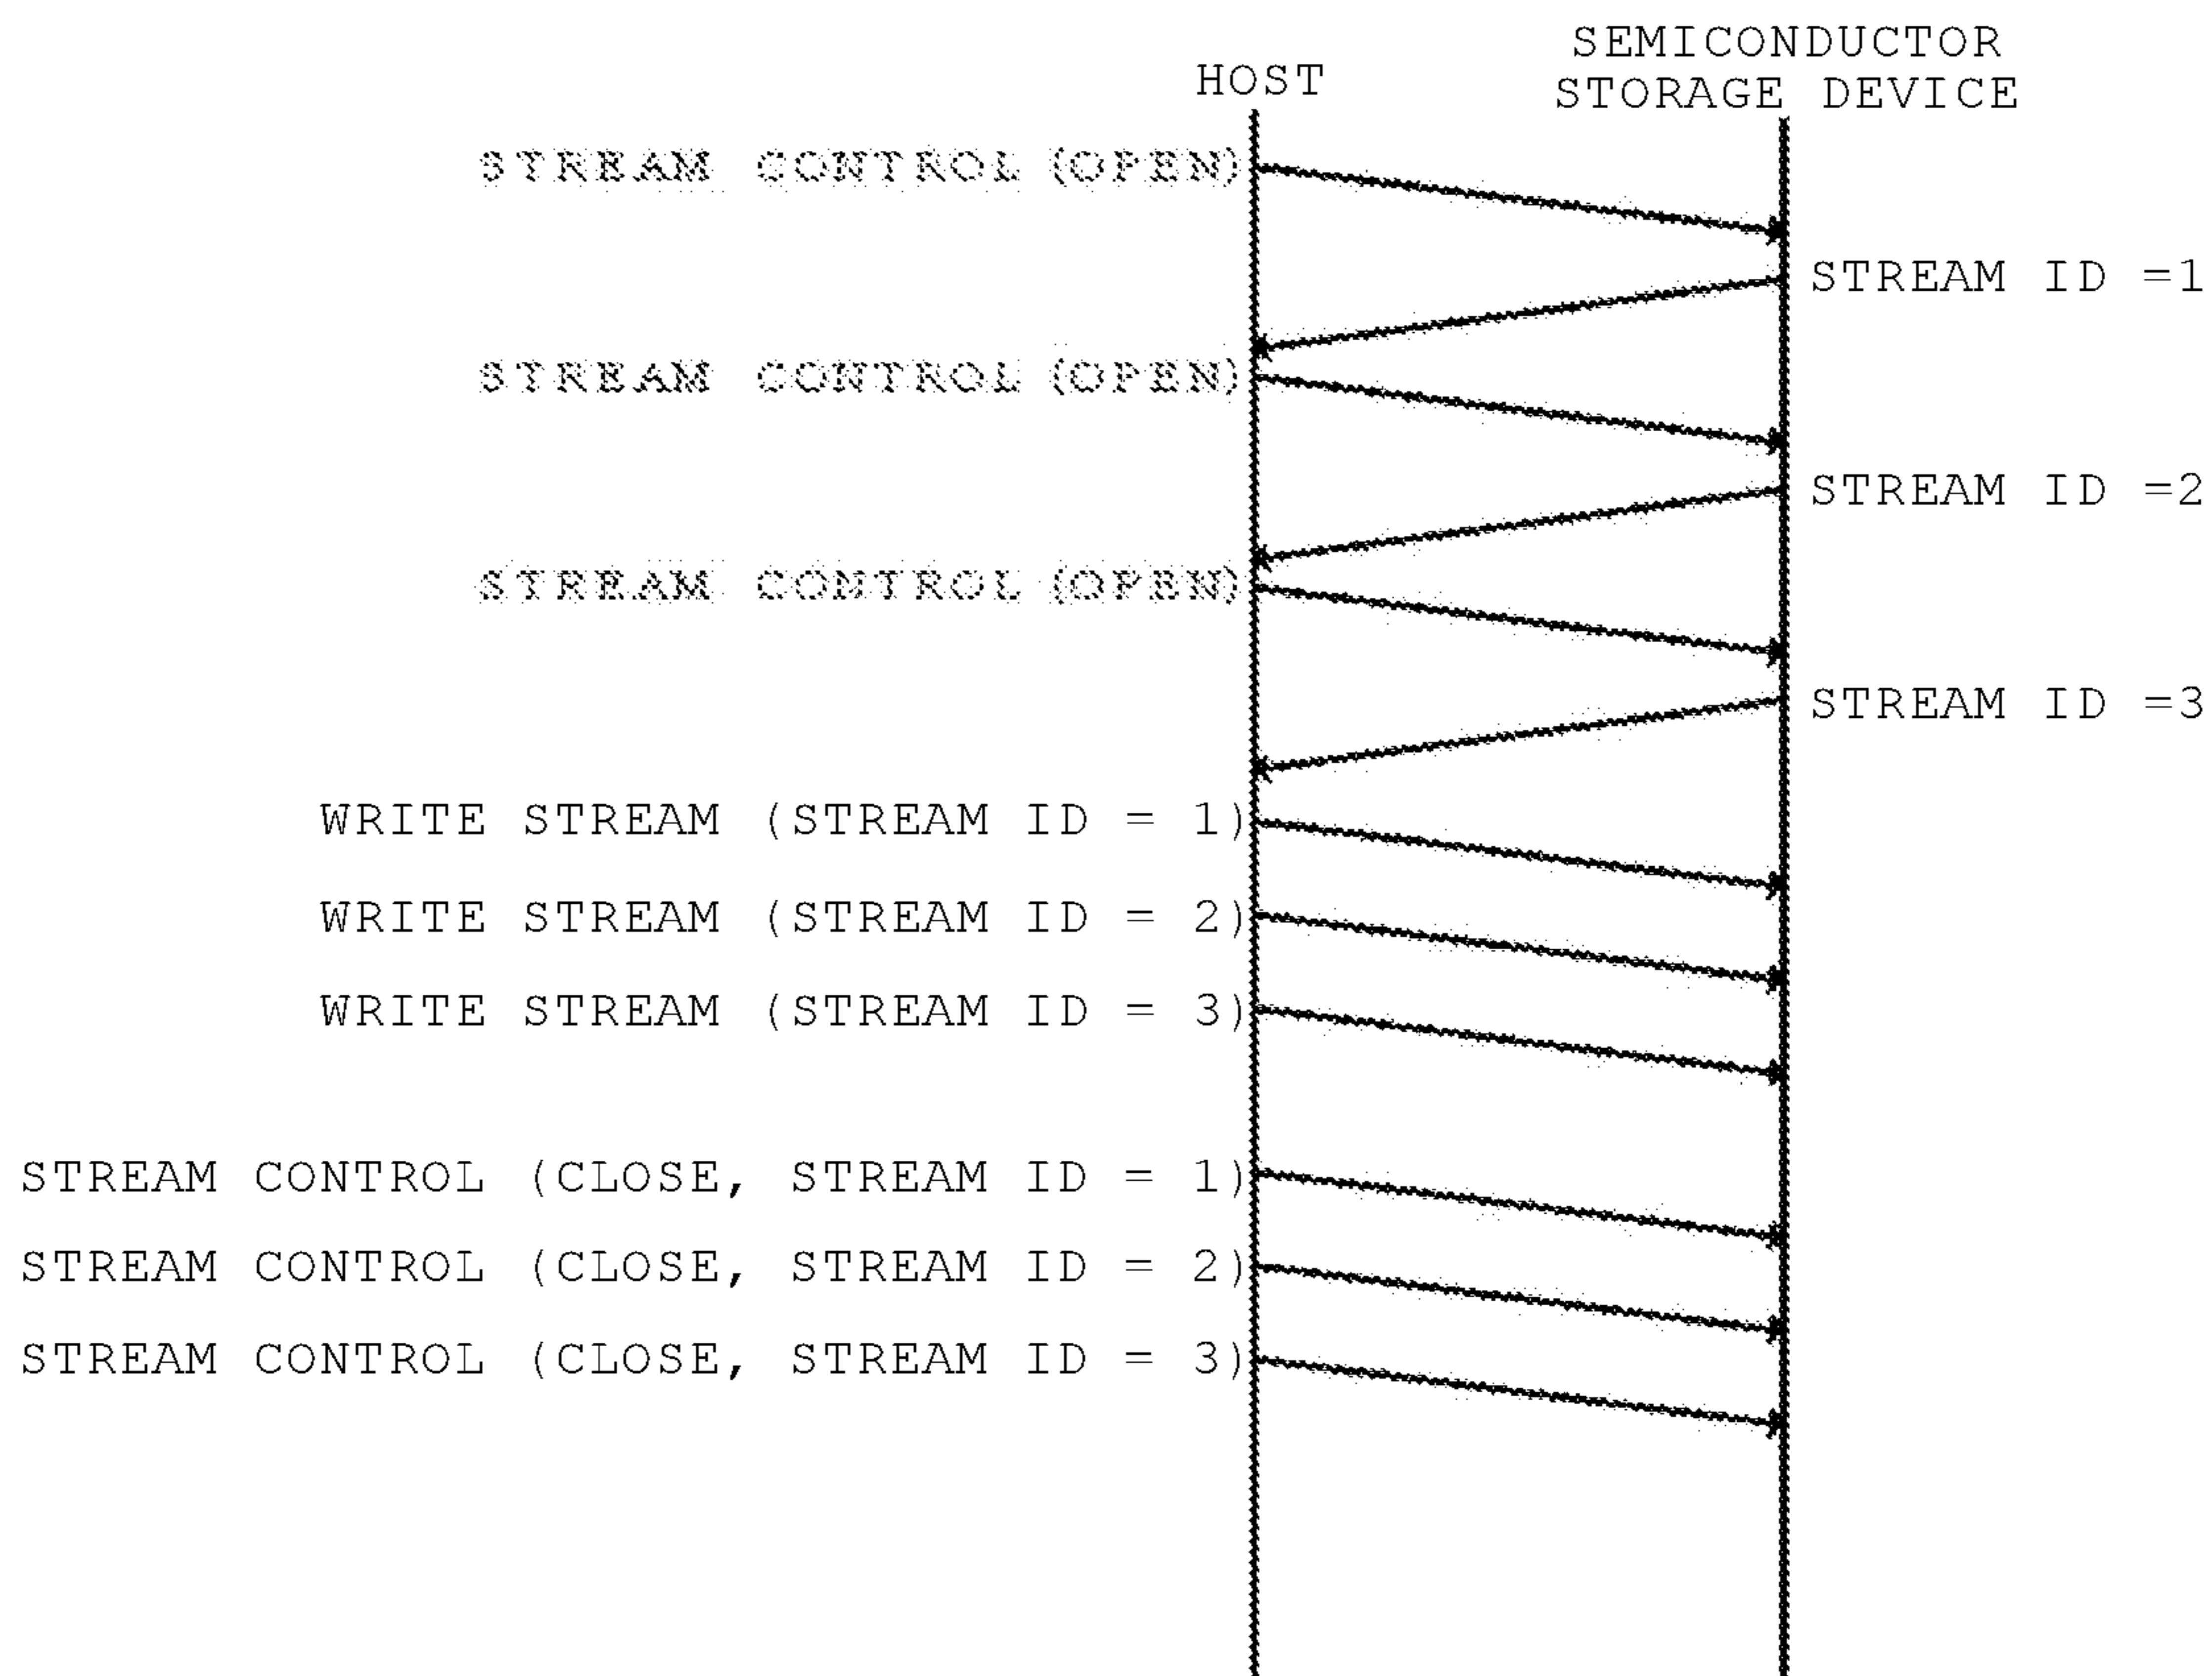 HOST
SEMICONDUCTOR
STORAGE DEVICE
STREAM CONTROL (OPEN)
STREAM ID =1
STREAM CONTROL (OPEN)
STREAM ID =2
STREAM CONTROL (OPEN)
STREAM ID =3
WRITE STREAM (STREAM ID = 1)
WRITE STREAM (STREAM ID = 2)
WRITE STREAM (STREAM ID = 3)
STREAM CONTROL (CLOSE, STREAM ID = 1)
STREAM CONTROL (CLOSE, STREAM ID = 2)
STREAM CONTROL (CLOSE, STREAM ID = 3)